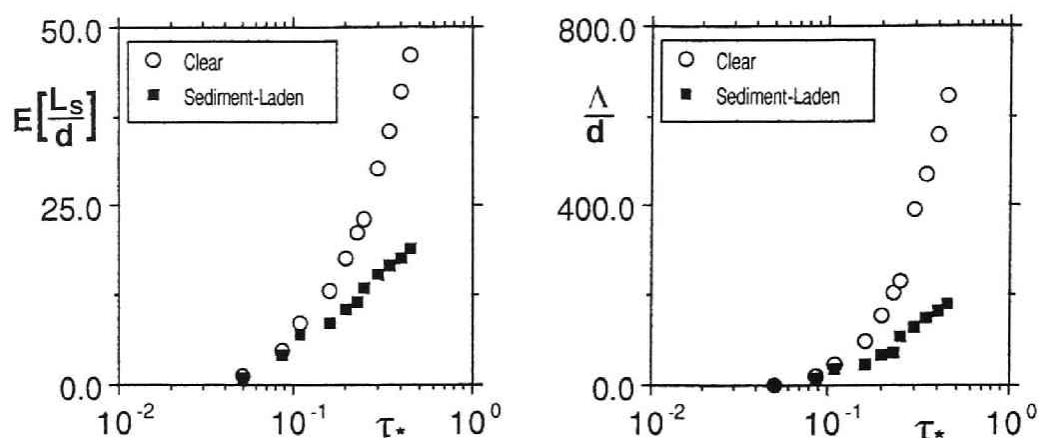 50.0
Clear
Sediment-Laden
E[Ls/d]
25.0
0.0
10^-2
10^-1
τ*
10^0
800.0
Clear
Sediment-Laden
Λ/d
400.0
0.0
10^-2
10^-1
τ*
10^0